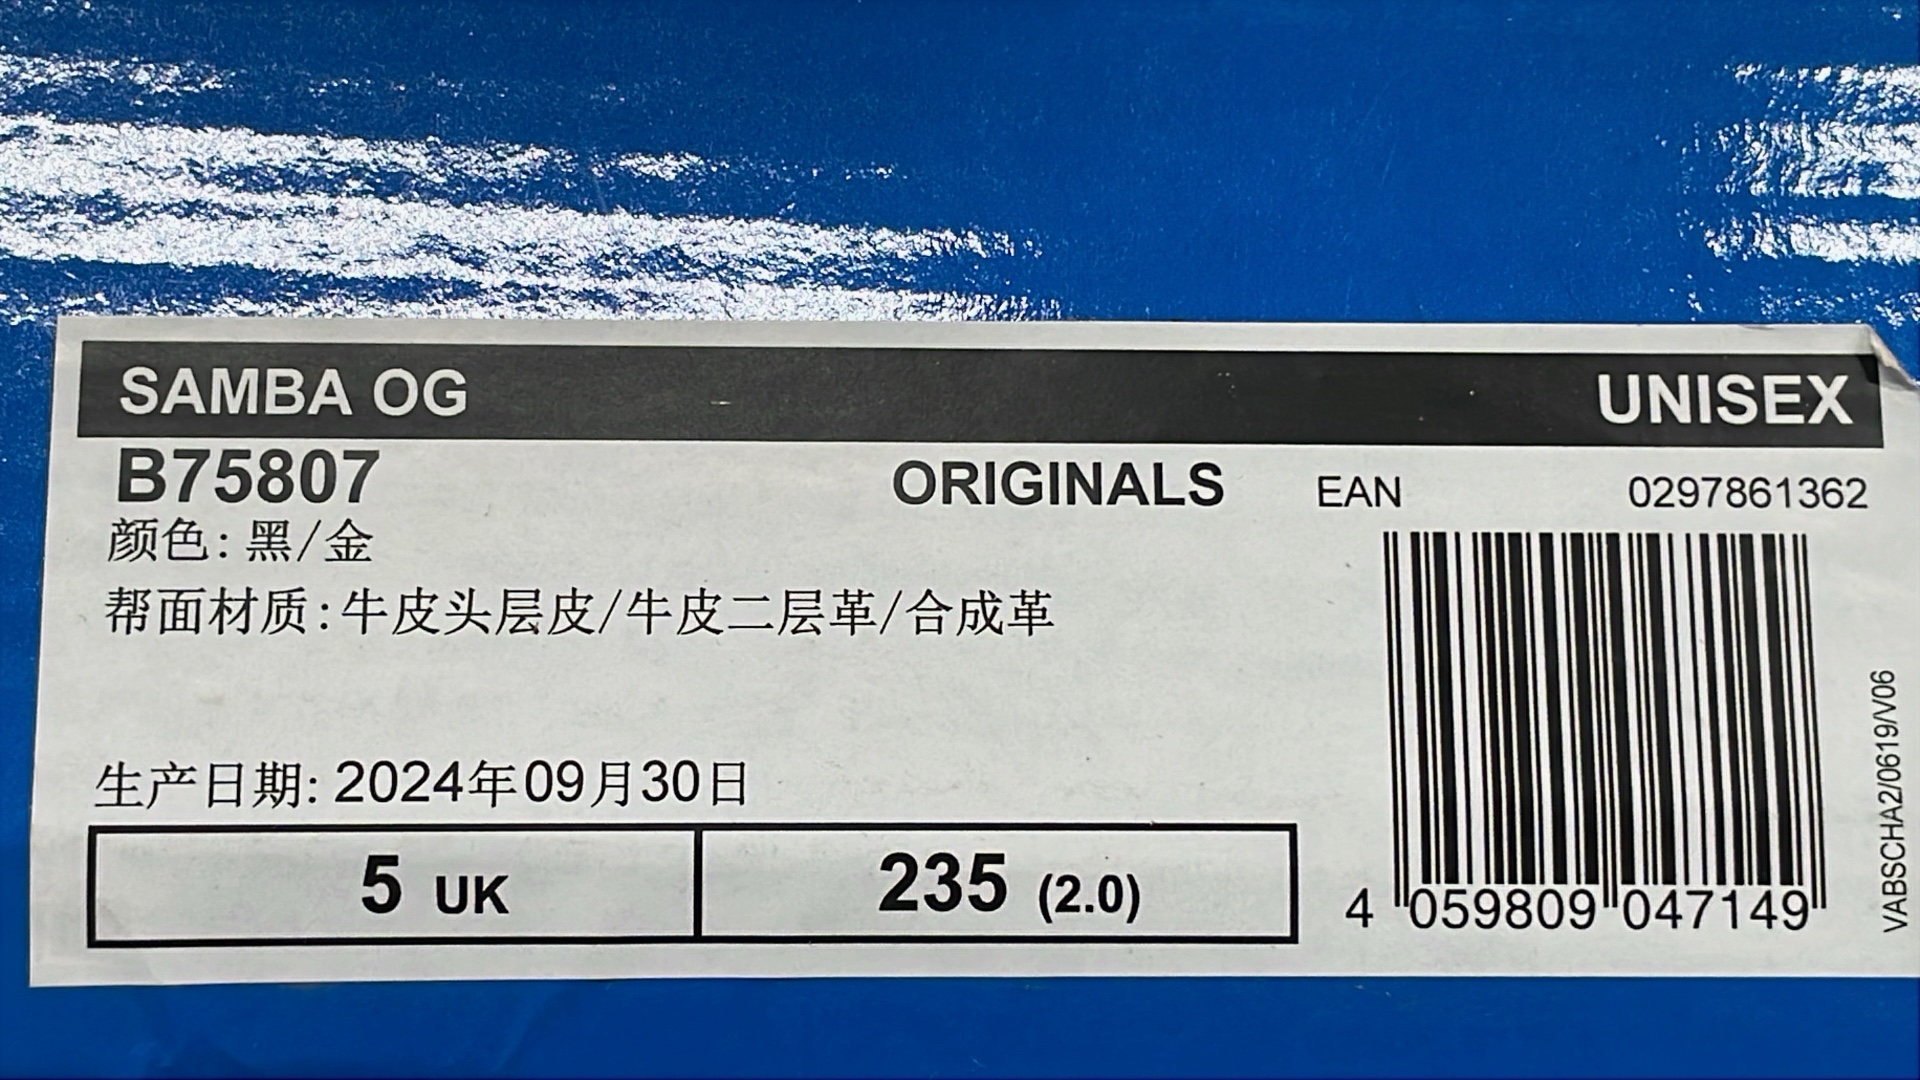 SAMBA OG UNISEX
B75807 ORIGINALS EAN 0297861362
颜色: 黑/金
帮面材质: 牛皮头层皮/牛皮二层革/合成革
生产日期: 2024年09月30日
5 UK 235 (2.0)
4 059809 047149
VABSCHA2/0619/V06